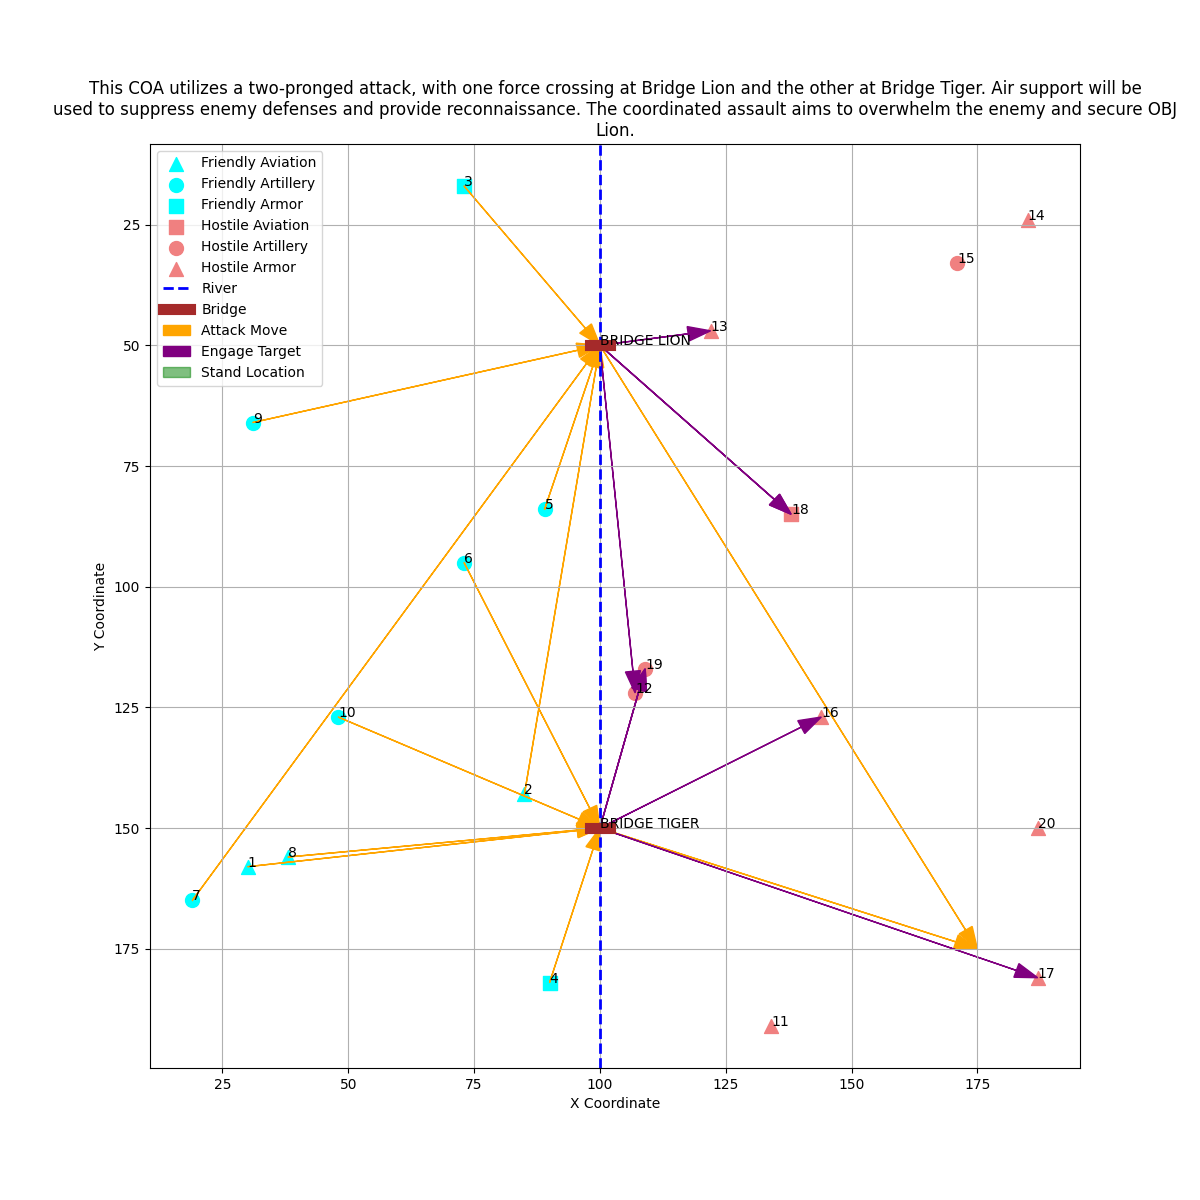 This COA utilizes a two-pronged attack, with one force crossing at Bridge Lion and the other at Bridge Tiger. Air support will be
used to suppress enemy defenses and provide reconnaissance. The coordinated assault aims to overwhelm the enemy and secure OBJ
Lion.
Friendly Aviation
Friendly Artillery
Friendly Armor
Hostile Aviation
Hostile Artillery
Hostile Armor
River
Bridge
Attack Move
Engage Target
Stand Location
3
14
15
13
BRIDGE LION
9
5
18
6
19
12
10
16
2
BRIDGE TIGER
20
8
1
7
4
17
11
25
50
75
100
125
150
175
Y Coordinate
25
50
75
100
125
150
175
X Coordinate